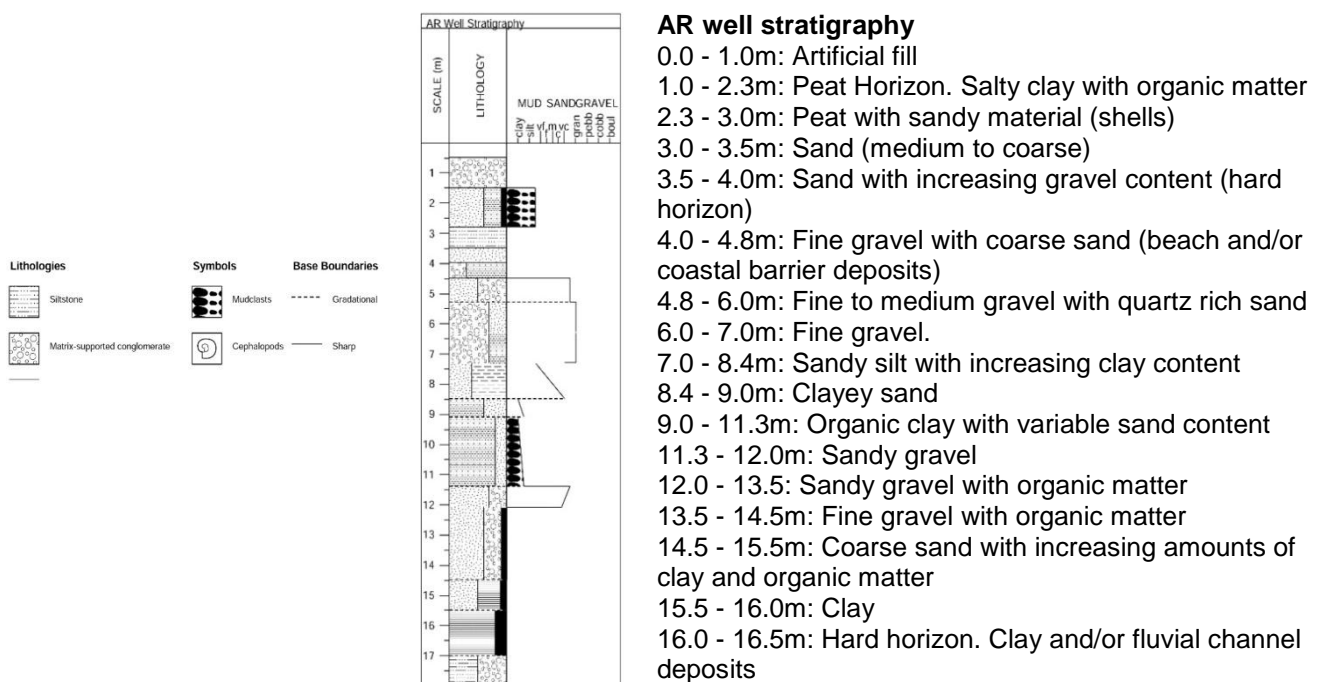 AR Well Stratigraphy
SCALE (m)
LITHOLOGY
MUD SANDGRAVEL
clay
silt
vf
f
m
c
vc
gran
pebb
cobb
boul
1
2
3
4
5
6
7
8
9
10
11
12
13
14
15
16
17
Lithologies
Symbols
Base Boundaries
Siltstone
Mudclasts
Gradational
Matrix-supported conglomerate
Cephalopods
Sharp
AR well stratigraphy
0.0 - 1.0m: Artificial fill
1.0 - 2.3m: Peat Horizon. Salty clay with organic matter
2.3 - 3.0m: Peat with sandy material (shells)
3.0 - 3.5m: Sand (medium to coarse)
3.5 - 4.0m: Sand with increasing gravel content (hard
horizon)
4.0 - 4.8m: Fine gravel with coarse sand (beach and/or
coastal barrier deposits)
4.8 - 6.0m: Fine to medium gravel with quartz rich sand
6.0 - 7.0m: Fine gravel.
7.0 - 8.4m: Sandy silt with increasing clay content
8.4 - 9.0m: Clayey sand
9.0 - 11.3m: Organic clay with variable sand content
11.3 - 12.0m: Sandy gravel
12.0 - 13.5: Sandy gravel with organic matter
13.5 - 14.5m: Fine gravel with organic matter
14.5 - 15.5m: Coarse sand with increasing amounts of
clay and organic matter
15.5 - 16.0m: Clay
16.0 - 16.5m: Hard horizon. Clay and/or fluvial channel
deposits